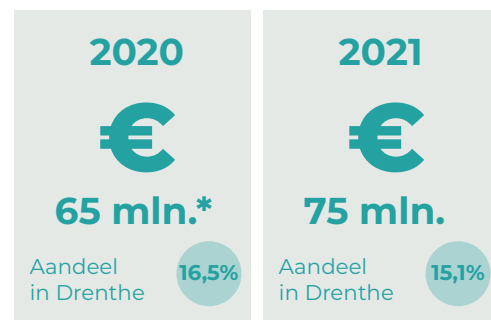 2020
€
65 mln.*
Aandeel
in Drenthe
16,5%
2021
€
75 mln.
Aandeel
in Drenthe
15,1%